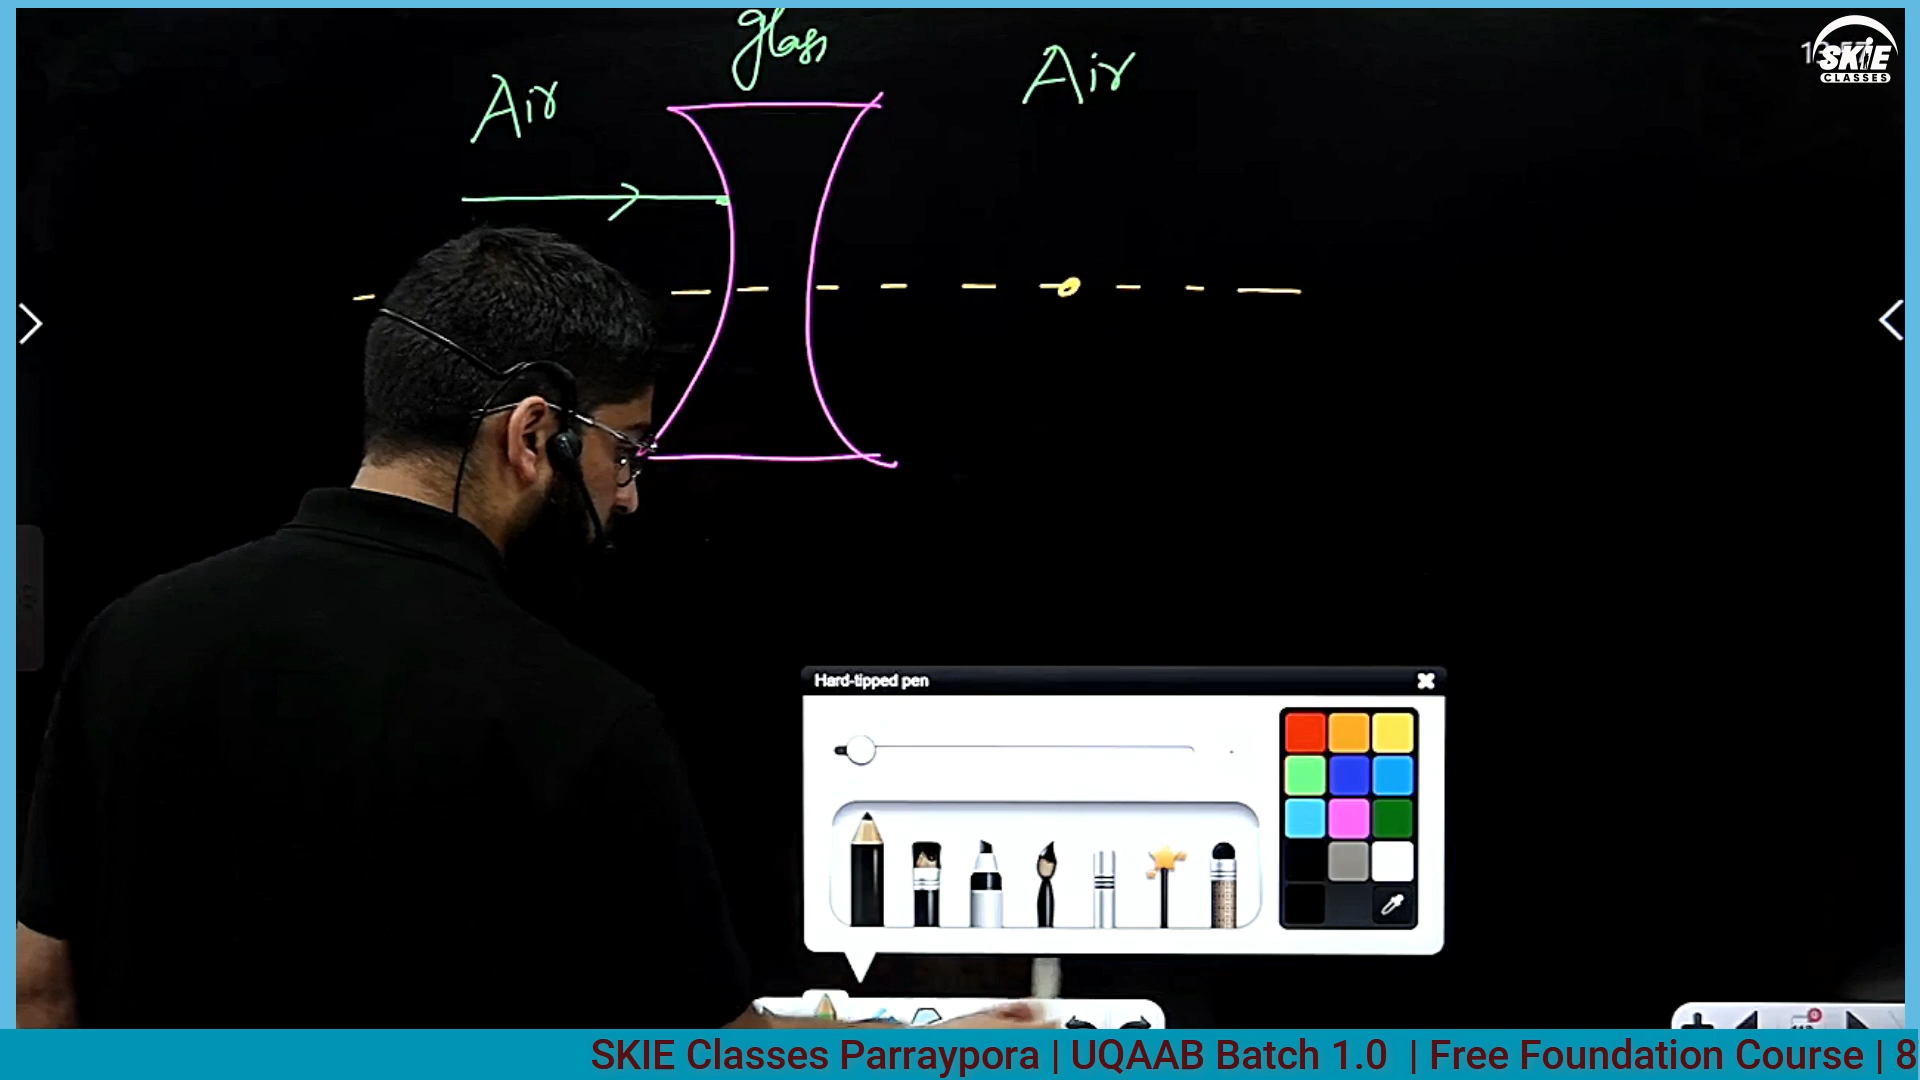 glass
Air
Air
SKiE
CLASSES
Hard-tipped pen
SKIE Classes Parraypora | UQAAB Batch 1.0 | Free Foundation Course | 8